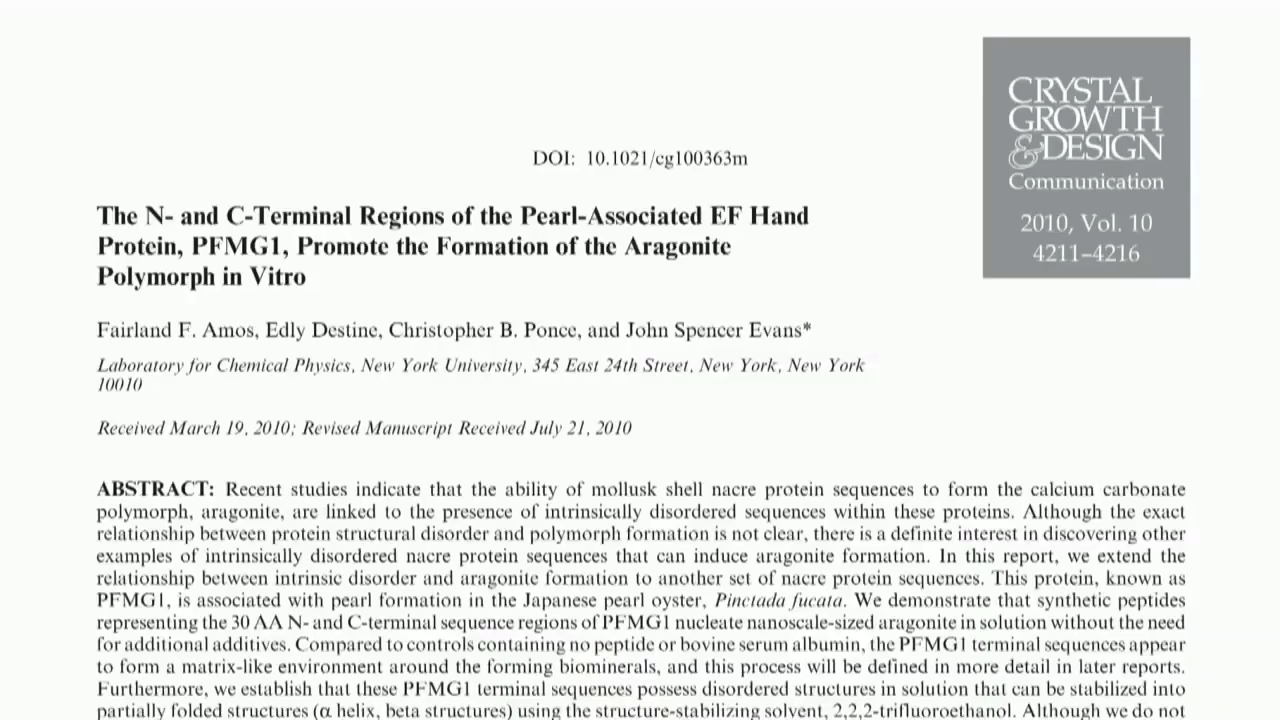 CRYSTAL
GROWTH
&DESIGN
Communication
2010, Vol. 10
4211–4216
DOI: 10.1021/cg100363m
The N- and C-Terminal Regions of the Pearl-Associated EF Hand
Protein, PFMG1, Promote the Formation of the Aragonite
Polymorph in Vitro
Fairland F. Amos, Edly Destine, Christopher B. Ponce, and John Spencer Evans*
Laboratory for Chemical Physics, New York University, 345 East 24th Street, New York, New York
10010
Received March 19, 2010; Revised Manuscript Received July 21, 2010
ABSTRACT: Recent studies indicate that the ability of mollusk shell nacre protein sequences to form the calcium carbonate
polymorph, aragonite, are linked to the presence of intrinsically disordered sequences within these proteins. Although the exact
relationship between protein structural disorder and polymorph formation is not clear, there is a definite interest in discovering other
examples of intrinsically disordered nacre protein sequences that can induce aragonite formation. In this report, we extend the
relationship between intrinsic disorder and aragonite formation to another set of nacre protein sequences. This protein, known as
PFMG1, is associated with pearl formation in the Japanese pearl oyster, Pinctada fucata. We demonstrate that synthetic peptides
representing the 30 AA N- and C-terminal sequence regions of PFMG1 nucleate nanoscale-sized aragonite in solution without the need
for additional additives. Compared to controls containing no peptide or bovine serum albumin, the PFMG1 terminal sequences appear
to form a matrix-like environment around the forming biominerals, and this process will be defined in more detail in later reports.
Furthermore, we establish that these PFMG1 terminal sequences possess disordered structures in solution that can be stabilized into
partially folded structures (α helix, beta structures) using the structure-stabilizing solvent, 2,2,2-trifluoroethanol. Although we do not